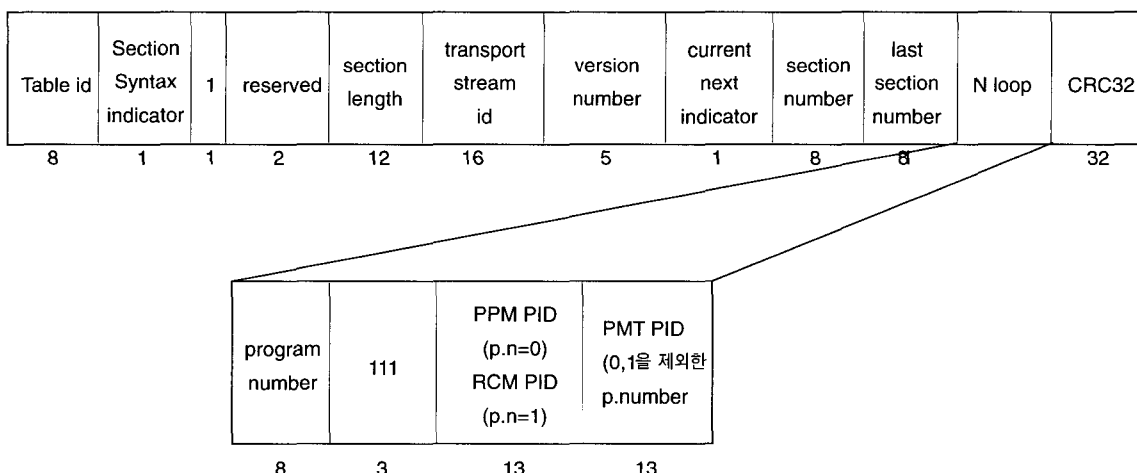 Table id
Section
Syntax
indicator
1
reserved
section
length
transport
stream
id
version
number
current
next
indicator
section
number
last
section
number
N loop
CRC32
8
1
1
2
12
16
5
1
8
8
32
program
number
111
PPM PID
(p.n=0)
RCM PID
(p.n=1)
PMT PID
(0,1을 제외한
p.number
8
3
13
13